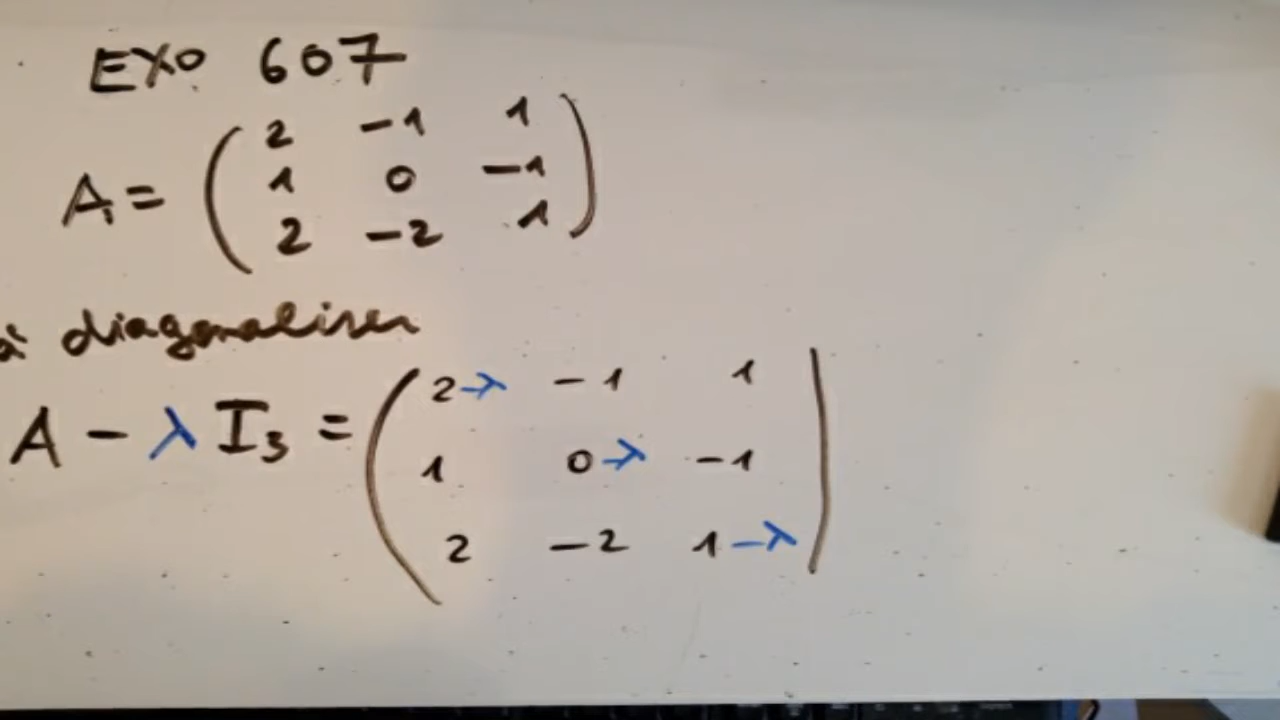 EXO 607
A = ( 2 -1 1
1 0 -1
2 -2 1 )
à diagonaliser
A - λ I₃ = ( 2-λ -1 1
1 0-λ -1
2 -2 1-λ )